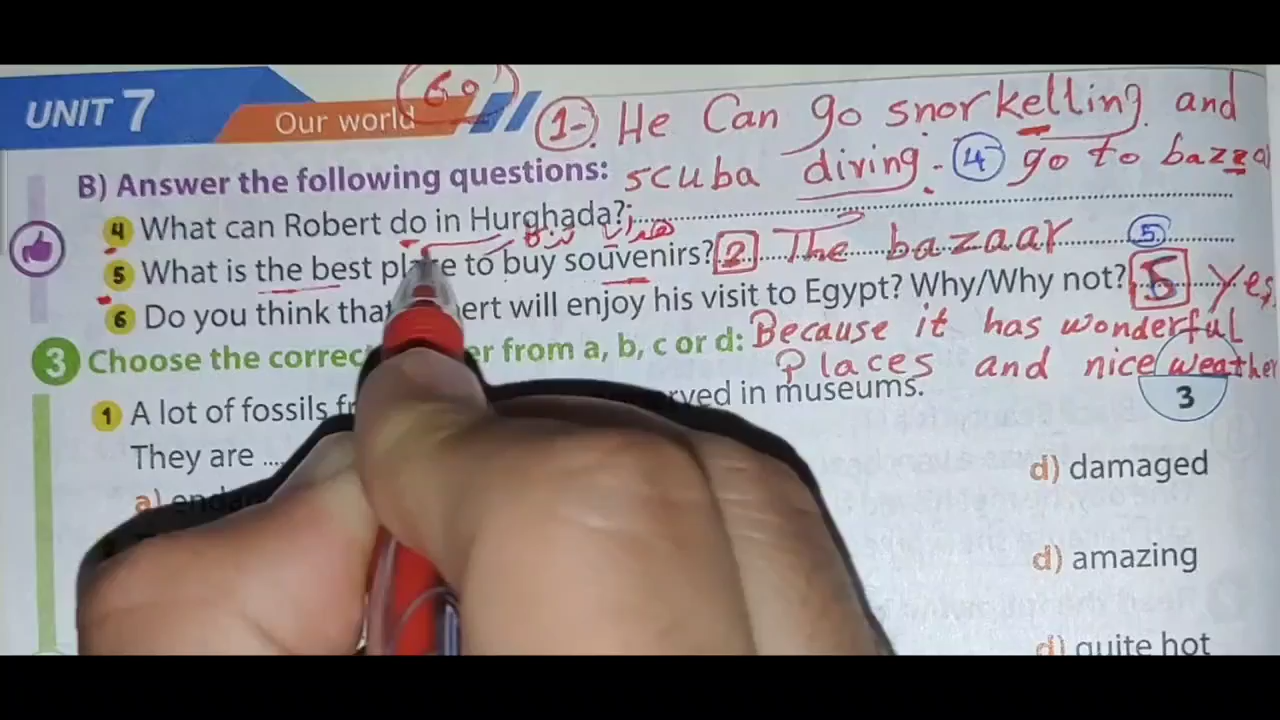 60
UNIT 7
Our world
1- He Can go snorkelling and
B) Answer the following questions: scuba diving. 4 go to bazza
4 What can Robert do in Hurghada?
هدايا تذكارية
5 What is the best place to buy souvenirs? 2 The bazaar 5
6 Do you think that will enjoy his visit to Egypt? Why/Why not? 5 Yes,
3 Choose the correct from a, b, c or d: Because it has wonderful
Places and nice weather
1 A lot of fossils in museums.
3
They are ....
d) damaged
d) amazing
d) quite hot